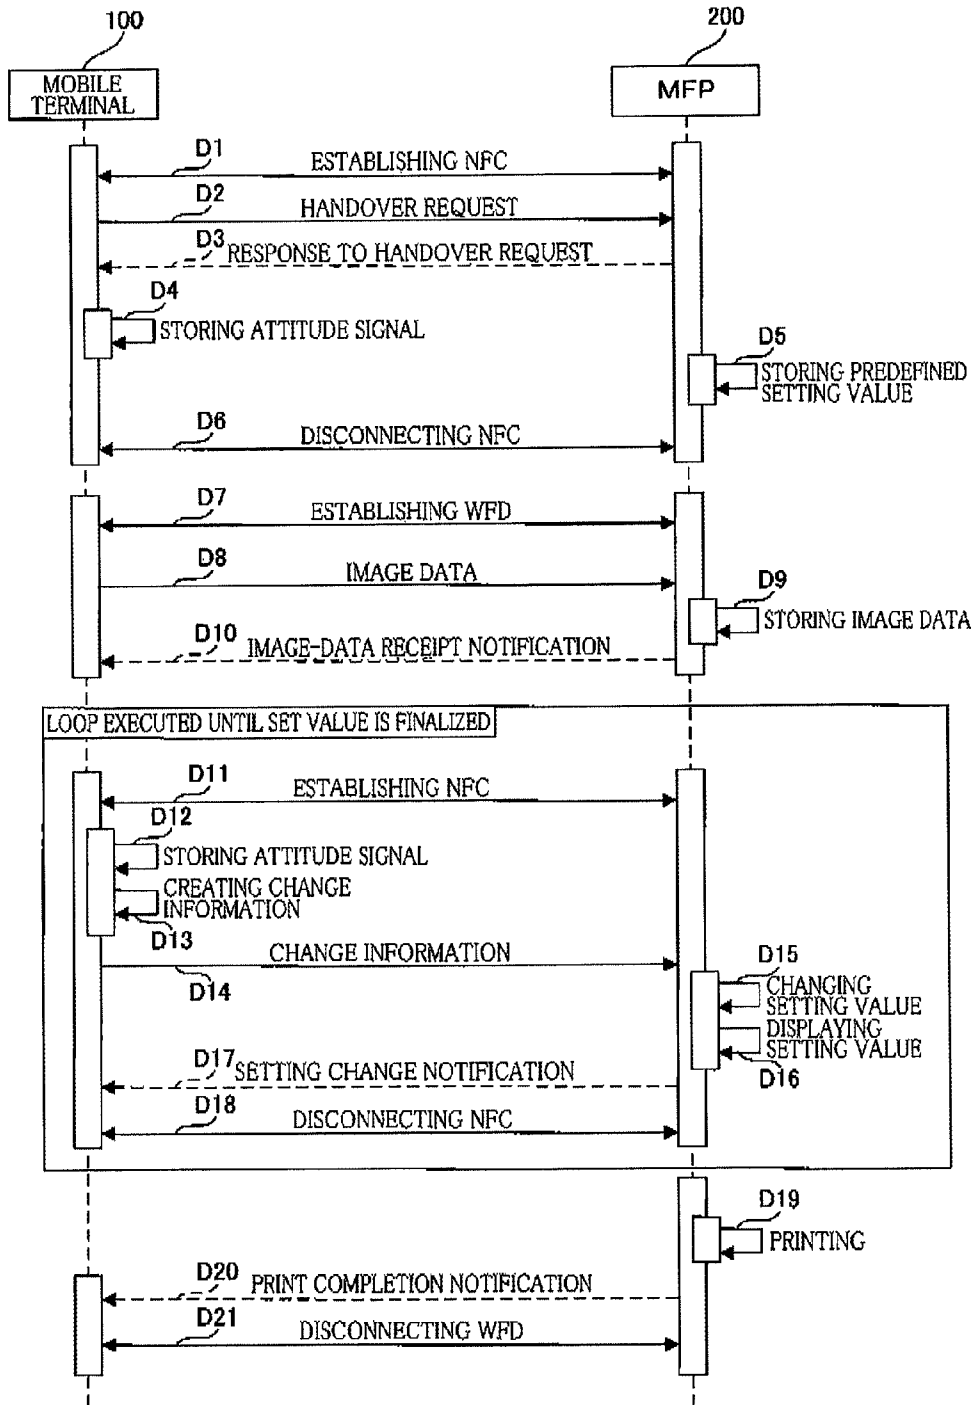 100
200
MOBILE
TERMINAL
MFP
D1
ESTABLISHING NFC
D2
HANDOVER REQUEST
D3
RESPONSE TO HANDOVER REQUEST
D4
STORING ATTITUDE SIGNAL
D5
STORING PREDEFINED
SETTING VALUE
D6
DISCONNECTING NFC
D7
ESTABLISHING WFD
D8
IMAGE DATA
D9
STORING IMAGE DATA
D10
IMAGE-DATA RECEIPT NOTIFICATION
LOOP EXECUTED UNTIL SET VALUE IS FINALIZED
D11
ESTABLISHING NFC
D12
STORING ATTITUDE SIGNAL
CREATING CHANGE
INFORMATION
D13
CHANGE INFORMATION
D14
D15
CHANGING
SETTING VALUE
DISPLAYING
SETTING VALUE
D16
D17
SETTING CHANGE NOTIFICATION
D18
DISCONNECTING NFC
D19
PRINTING
D20
PRINT COMPLETION NOTIFICATION
D21
DISCONNECTING WFD